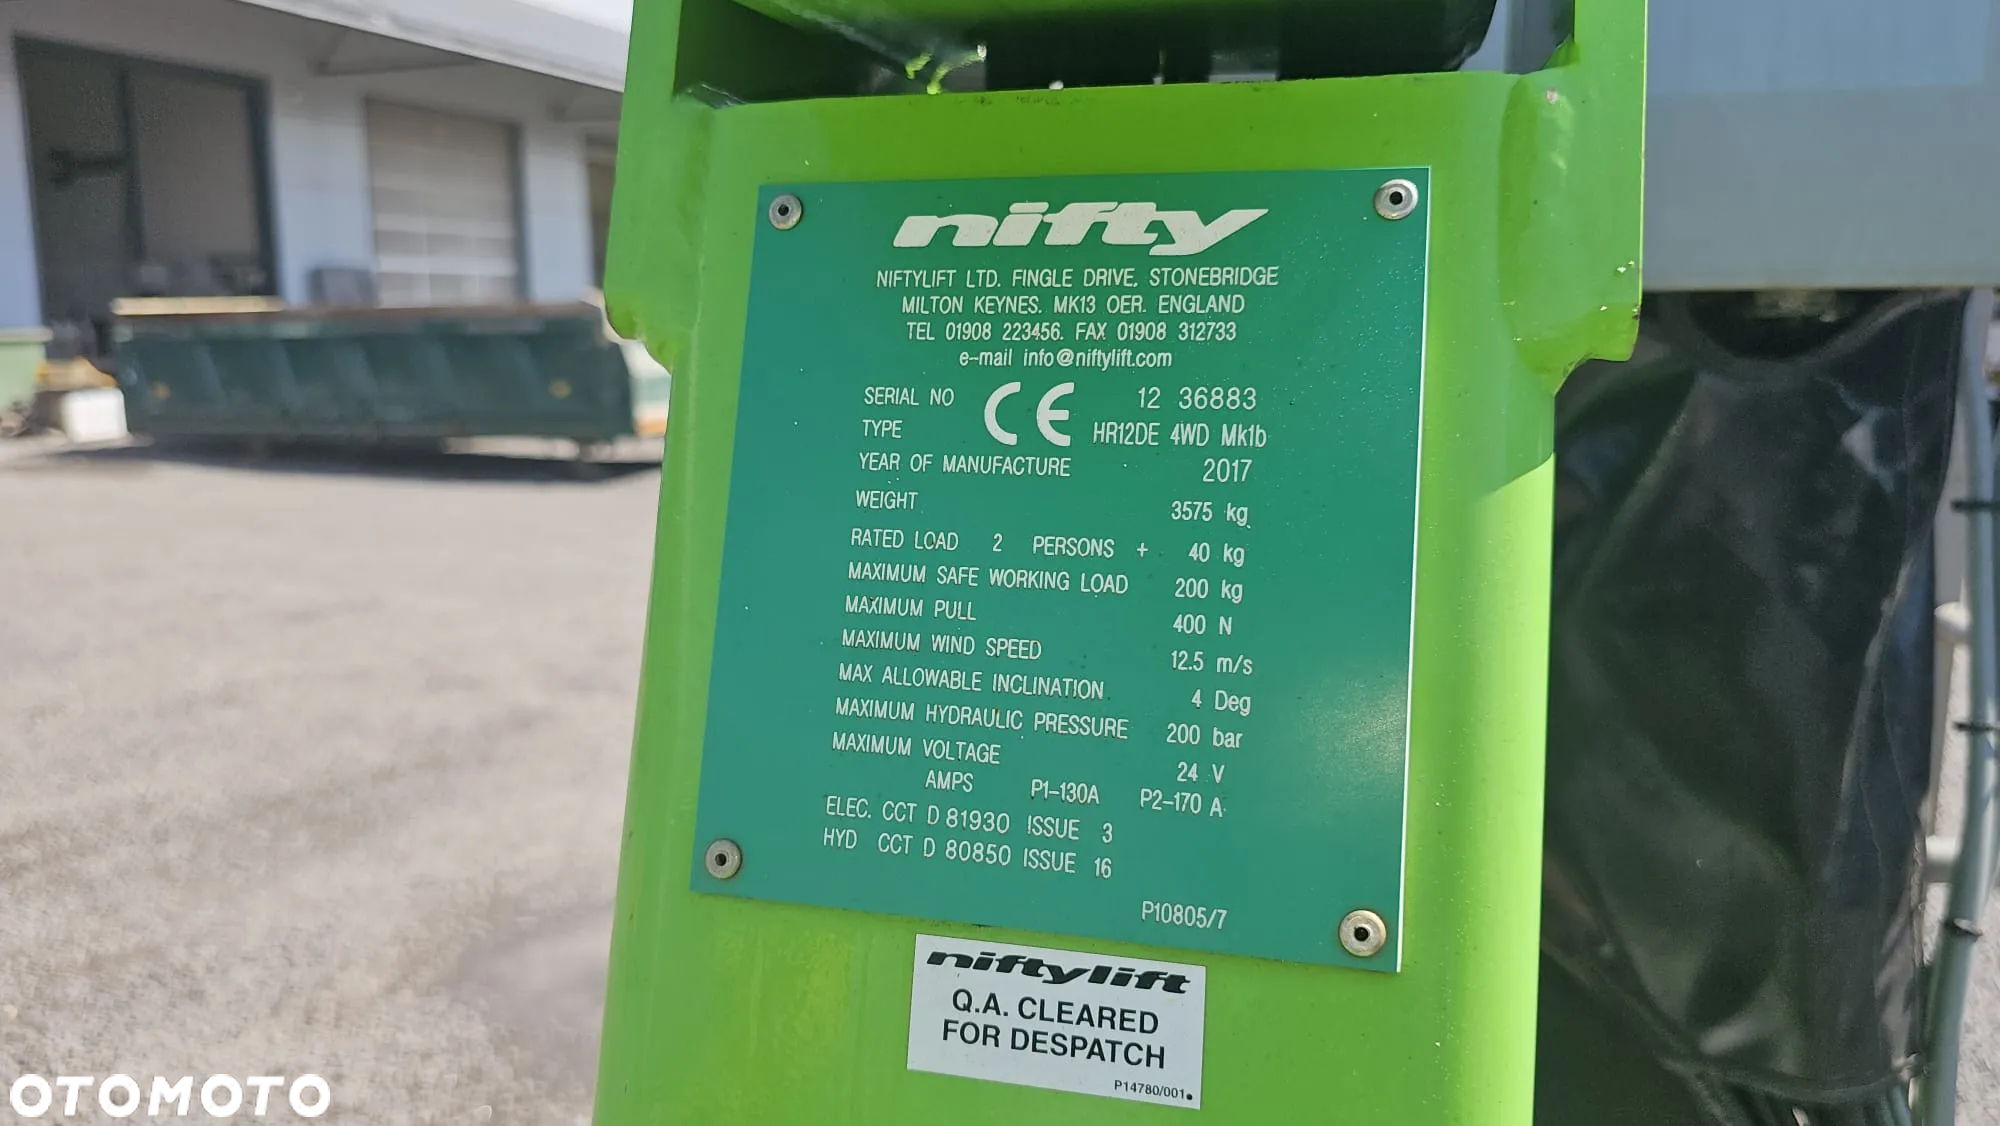 nifty
NIFTYLIFT LTD. FINGLE DRIVE. STONEBRIDGE
MILTON KEYNES. MK13 OER. ENGLAND
TEL 01908 223456. FAX 01908 312733
e-mail info@niftylift.com
SERIAL NO CE 12 36883
TYPE HR12DE 4WD Mk1b
YEAR OF MANUFACTURE 2017
WEIGHT 3575 kg
RATED LOAD 2 PERSONS + 40 kg
MAXIMUM SAFE WORKING LOAD 200 kg
MAXIMUM PULL 400 N
MAXIMUM WIND SPEED 12.5 m/s
MAX ALLOWABLE INCLINATION 4 Deg
MAXIMUM HYDRAULIC PRESSURE 200 bar
MAXIMUM VOLTAGE 24 V
AMPS P1-130A P2-170 A
ELEC. CCT D 81930 ISSUE 3
HYD CCT D 80850 ISSUE 16
P10805/7
niftylift
Q.A. CLEARED
FOR DESPATCH
P14780/001
OTOMOTO